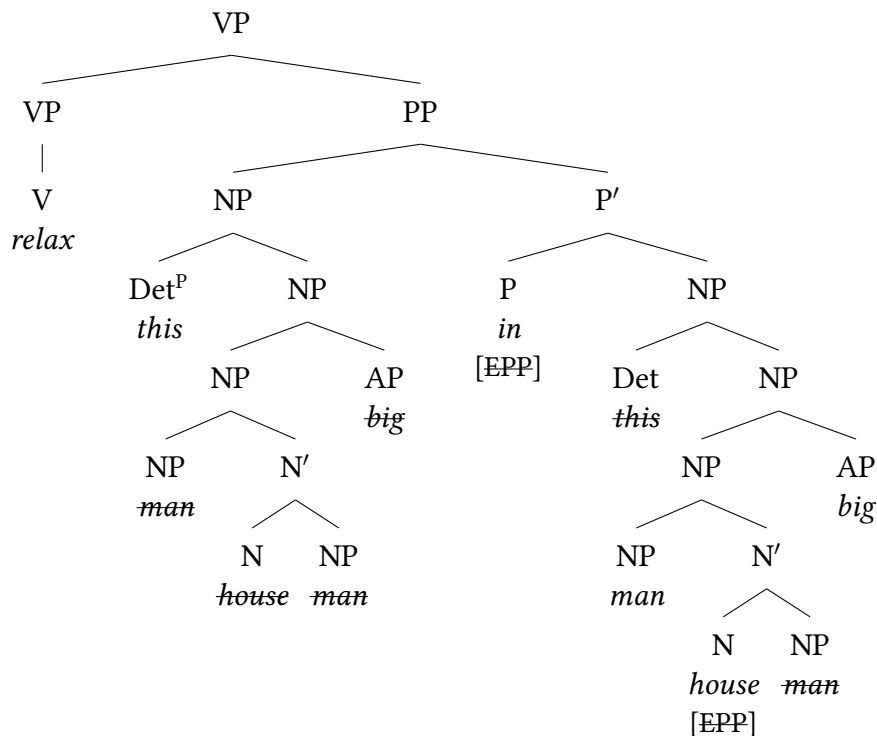 VP
VP PP
V NP P′
relax
Det^P NP P NP
this in
[EPP]
NP AP Det NP
big this
NP N′ NP AP
man big
N NP NP N′
house man man
N NP
house man
[EPP]